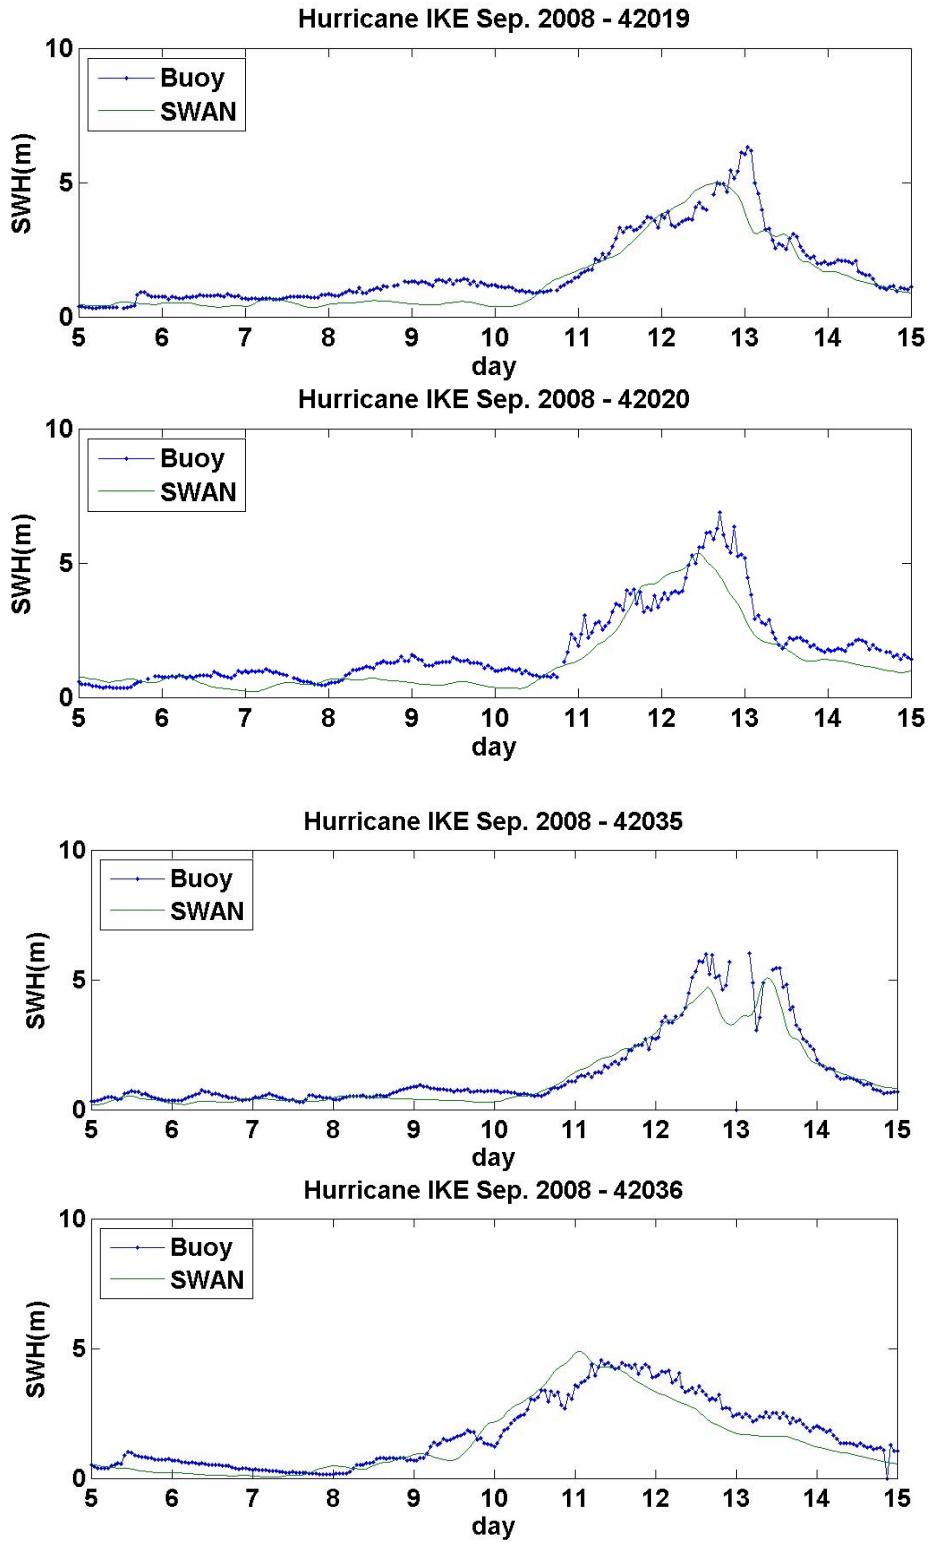 Hurricane IKE Sep. 2008 - 42019
10
Buoy
SWAN
SWH(m)
5
0
5 6 7 8 9 10 11 12 13 14 15
day
Hurricane IKE Sep. 2008 - 42020
10
Buoy
SWAN
SWH(m)
5
0
5 6 7 8 9 10 11 12 13 14 15
day
Hurricane IKE Sep. 2008 - 42035
10
Buoy
SWAN
SWH(m)
5
0
5 6 7 8 9 10 11 12 13 14 15
day
Hurricane IKE Sep. 2008 - 42036
10
Buoy
SWAN
SWH(m)
5
0
5 6 7 8 9 10 11 12 13 14 15
day